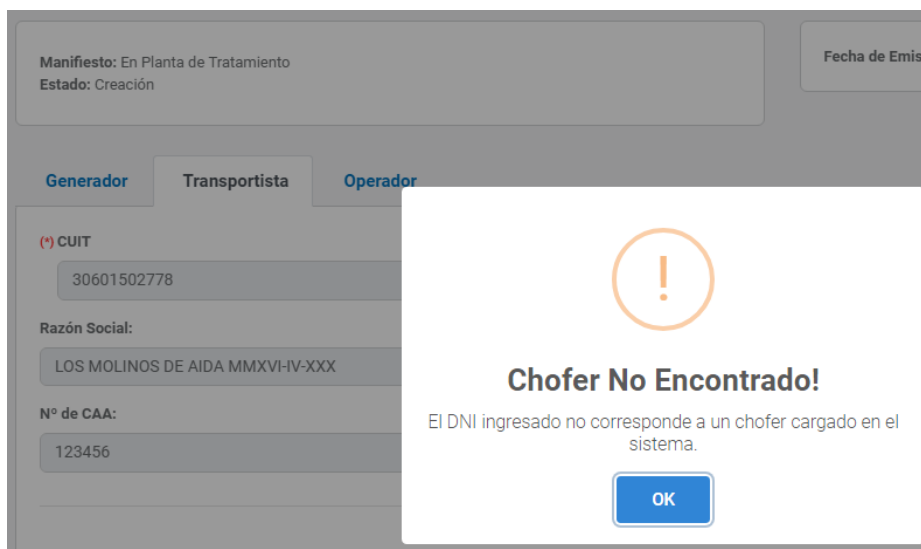 Manifiesto: En Planta de Tratamiento
Estado: Creación
Fecha de Emis
Generador
Transportista
Operador
(*) CUIT
30601502778
Razón Social:
LOS MOLINOS DE AIDA MMXVI-IV-XXX
Nº de CAA:
123456
!
Chofer No Encontrado!
El DNI ingresado no corresponde a un chofer cargado en el
sistema.
OK